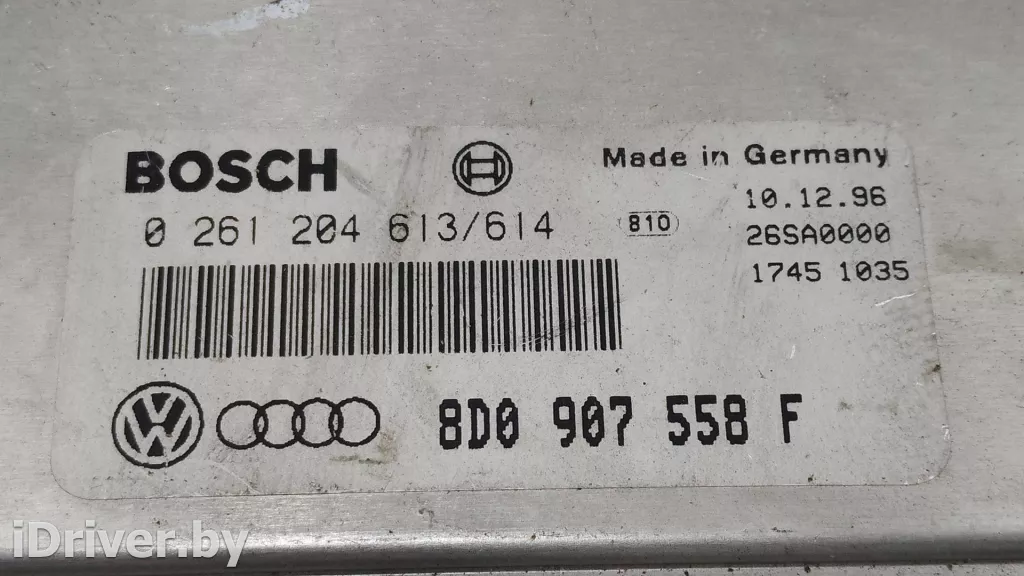 BOSCH
Made in Germany
0 261 204 613/614
810
10.12.96
26SA0000
1745 1035
8D0 907 558 F
iDriver.by